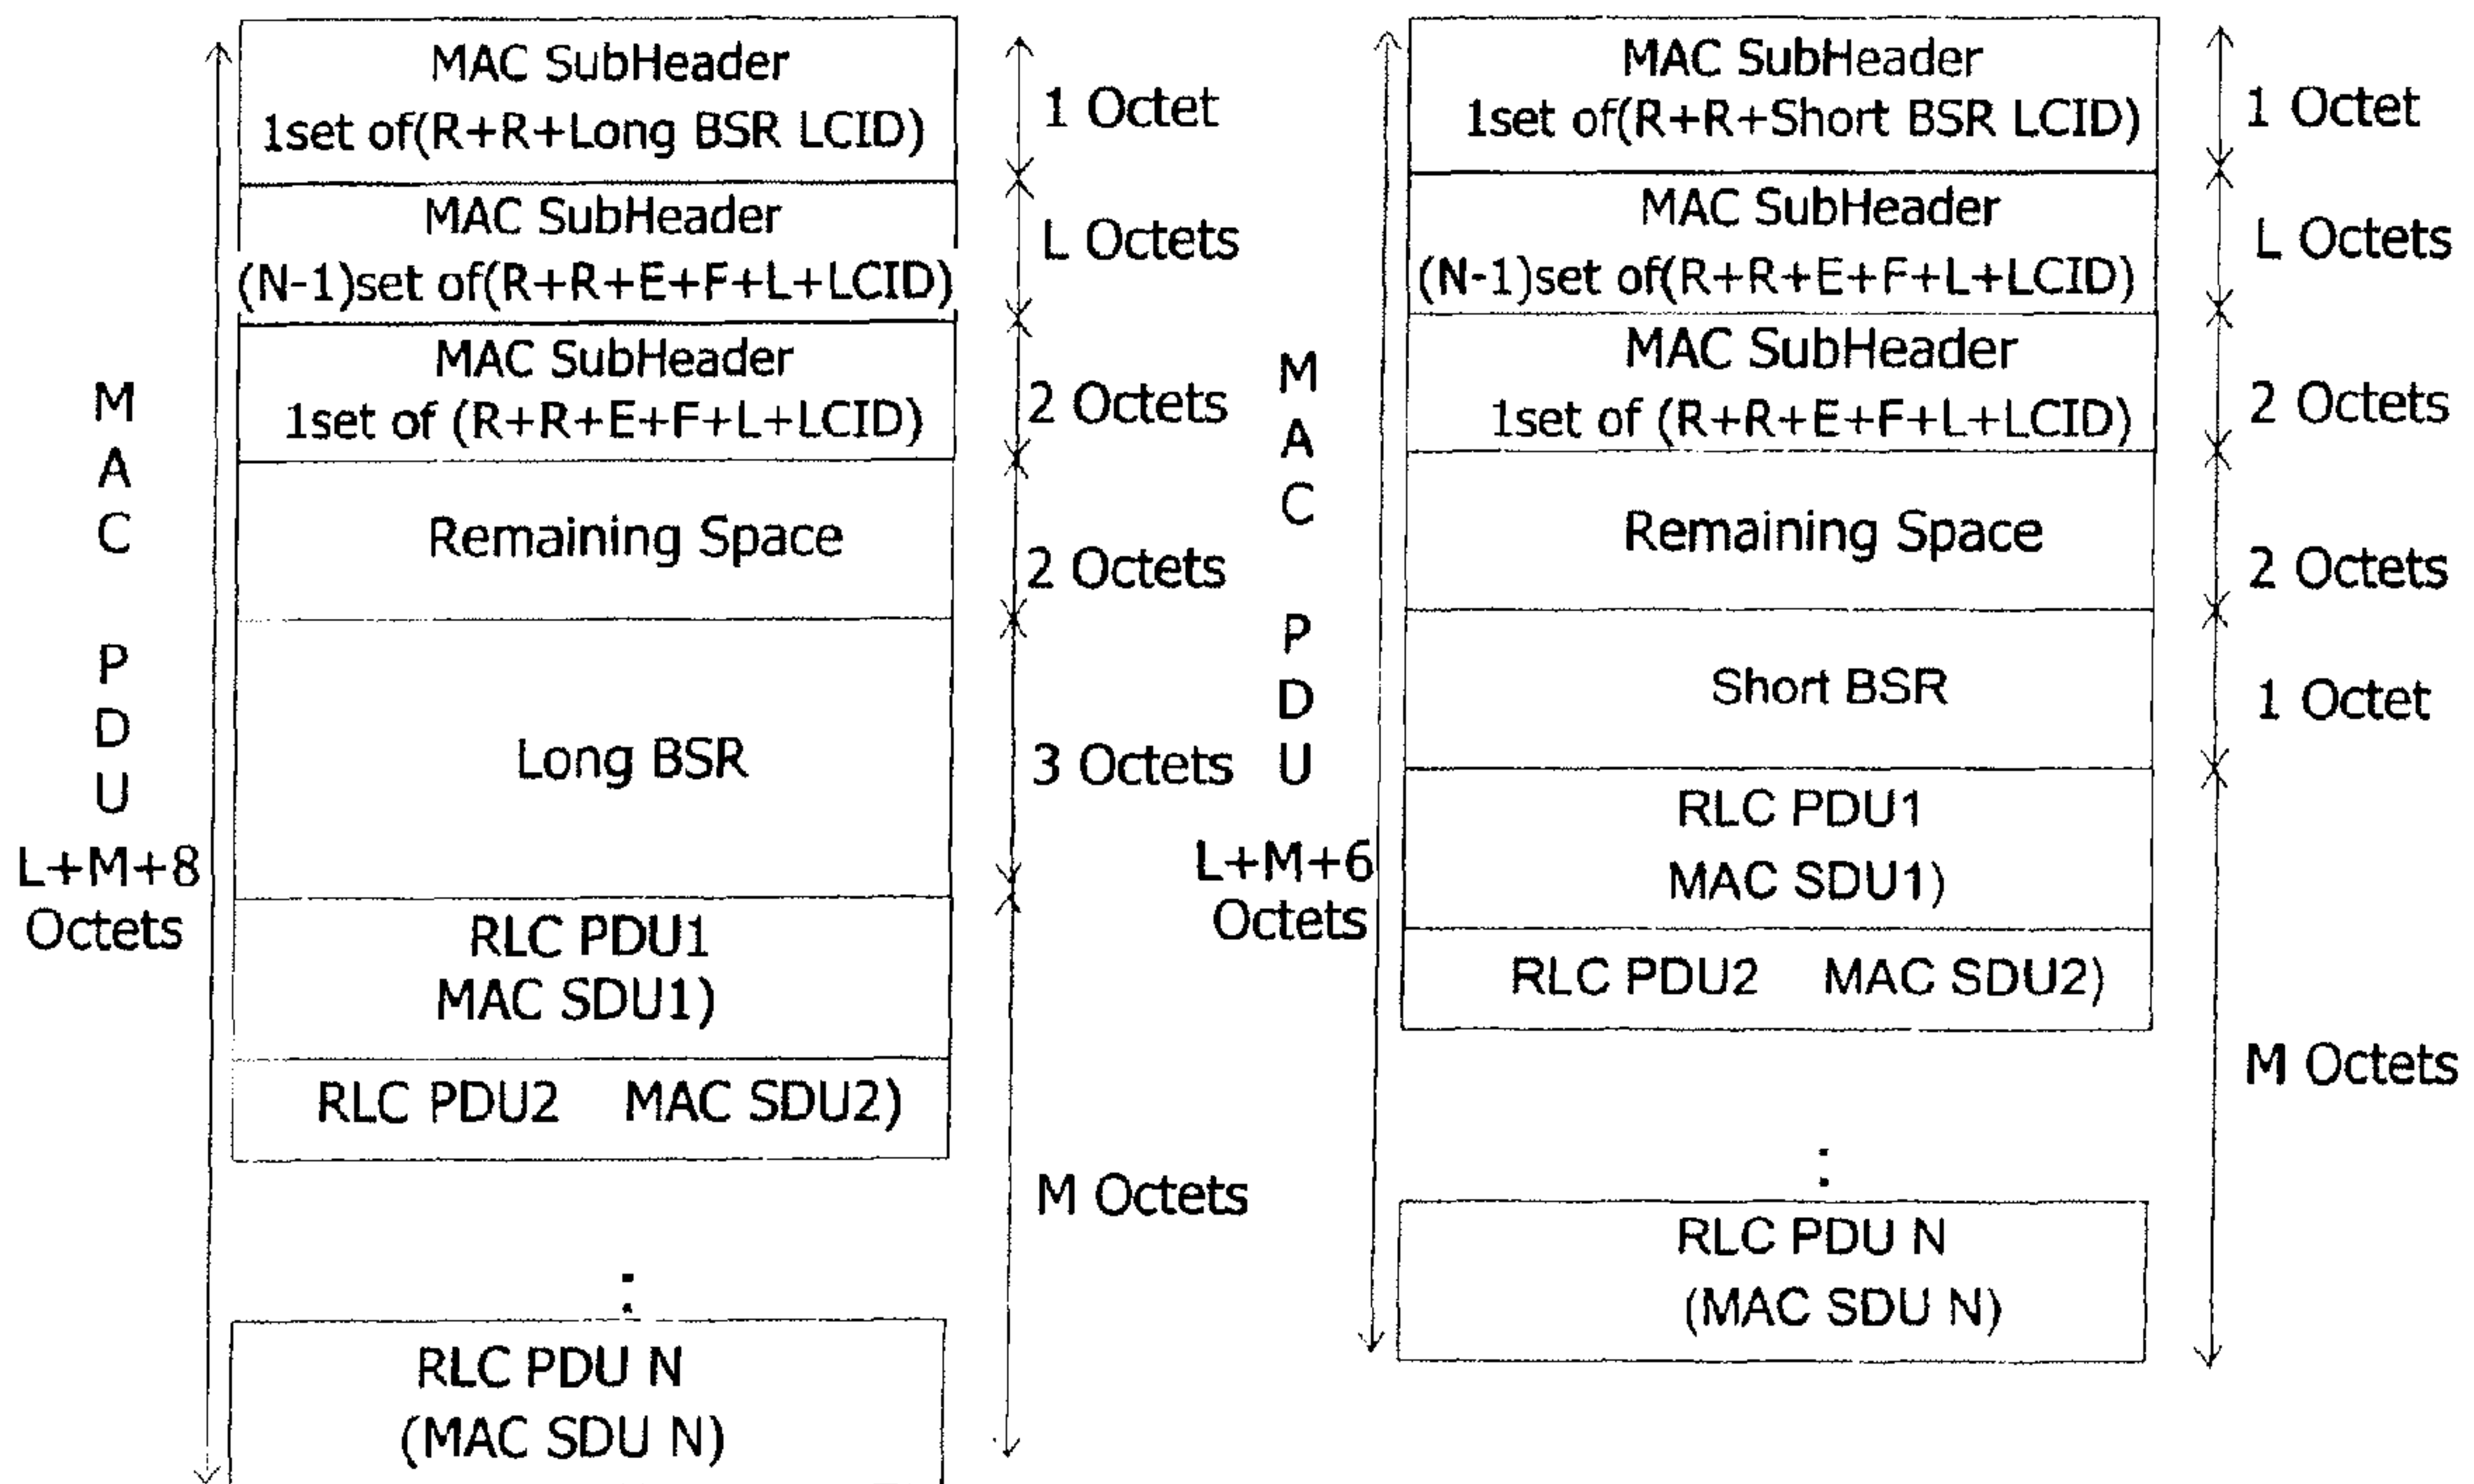 MAC SubHeader
1set of(R+R+Long BSR LCID)
MAC SubHeader
(N-1)set of(R+R+E+F+L+LCID)
MAC SubHeader
1set of (R+R+E+F+L+LCID)
Remaining Space
Long BSR
RLC PDU1
MAC SDU1)
RLC PDU2 MAC SDU2)
:
RLC PDU N
(MAC SDU N)
M
A
C
P
D
U
L+M+8
Octets
1 Octet
L Octets
2 Octets
2 Octets
3 Octets
M Octets
MAC SubHeader
1set of(R+R+Short BSR LCID)
MAC SubHeader
(N-1)set of(R+R+E+F+L+LCID)
MAC SubHeader
1set of (R+R+E+F+L+LCID)
Remaining Space
Short BSR
RLC PDU1
MAC SDU1)
RLC PDU2 MAC SDU2)
:
RLC PDU N
(MAC SDU N)
M
A
C
P
D
U
L+M+6
Octets
1 Octet
L Octets
2 Octets
2 Octets
1 Octet
M Octets